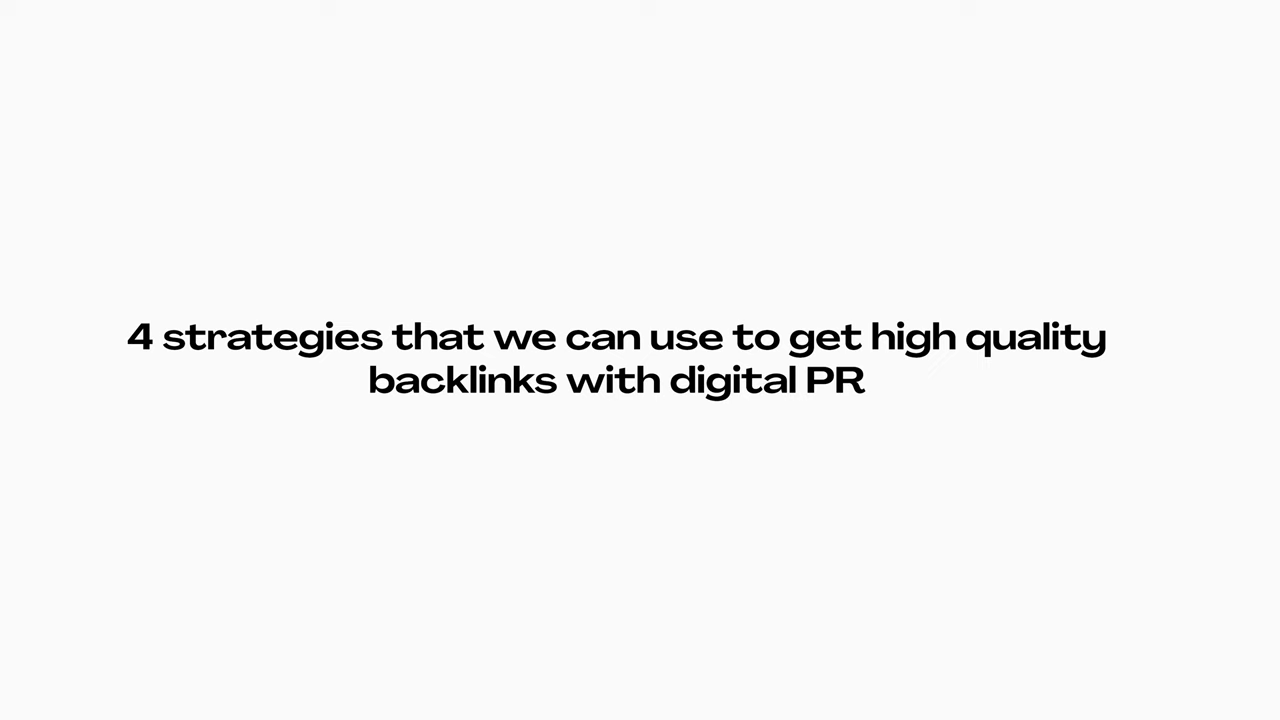 4 strategies that we can use to get high quality
backlinks with digital PR